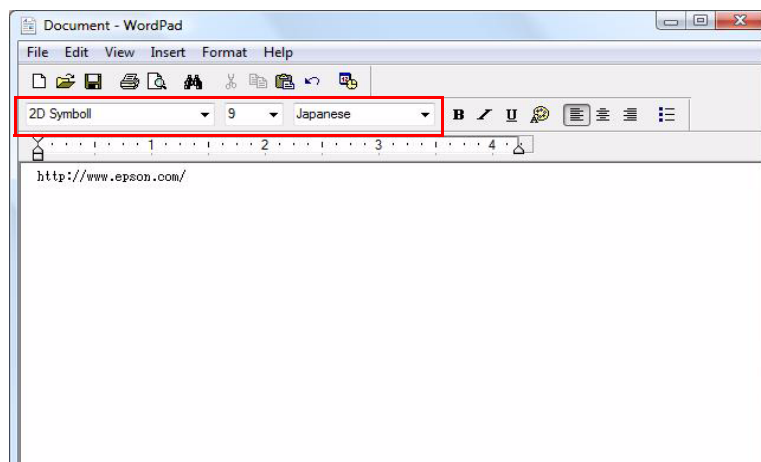 Document - WordPad
File Edit View Insert Format Help
2D Symboll 9 Japanese B U
1 2 3 4
http://www.epson.com/